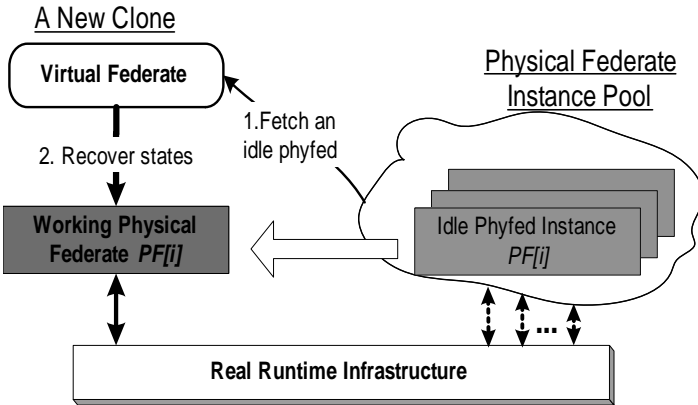 A New Clone
Virtual Federate
Physical Federate
Instance Pool
1.Fetch an
idle phyfed
2. Recover states
Working Physical
Federate PF[i]
Idle Phyfed Instance
PF[i]
...
Real Runtime Infrastructure